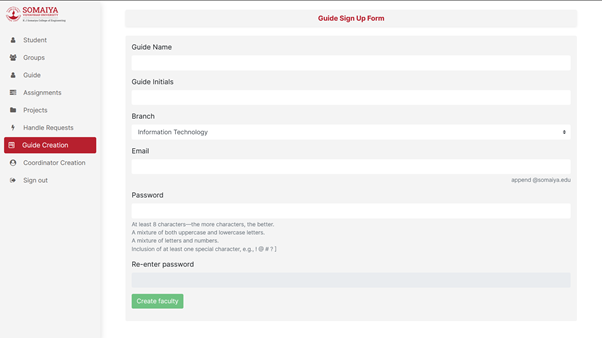 SOMAIYA
VIDYAVIHAR UNIVERSITY
K J Somaiya College of Engineering
Student
Groups
Guide
Assignments
Projects
Handle Requests
Guide Creation
Coordinator Creation
Sign out
Guide Sign Up Form
Guide Name
Guide Initials
Branch
Information Technology
Email
append @somaiya.edu
Password
At least 8 characters—the more characters, the better.
A mixture of both uppercase and lowercase letters.
A mixture of letters and numbers.
Inclusion of at least one special character, e.g., ! @ # ? ]
Re-enter password
Create faculty